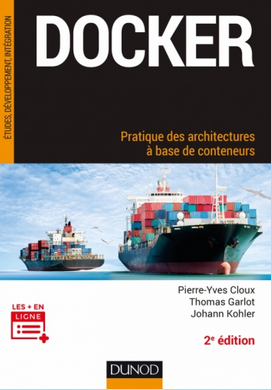 ÉTUDES, DÉVELOPPEMENT, INTÉGRATION
DOCKER
Pratique des architectures
à base de conteneurs
Pierre-Yves Cloux
Thomas Garlot
Johann Kohler
LES + EN
LIGNE
2e édition
DUNOD